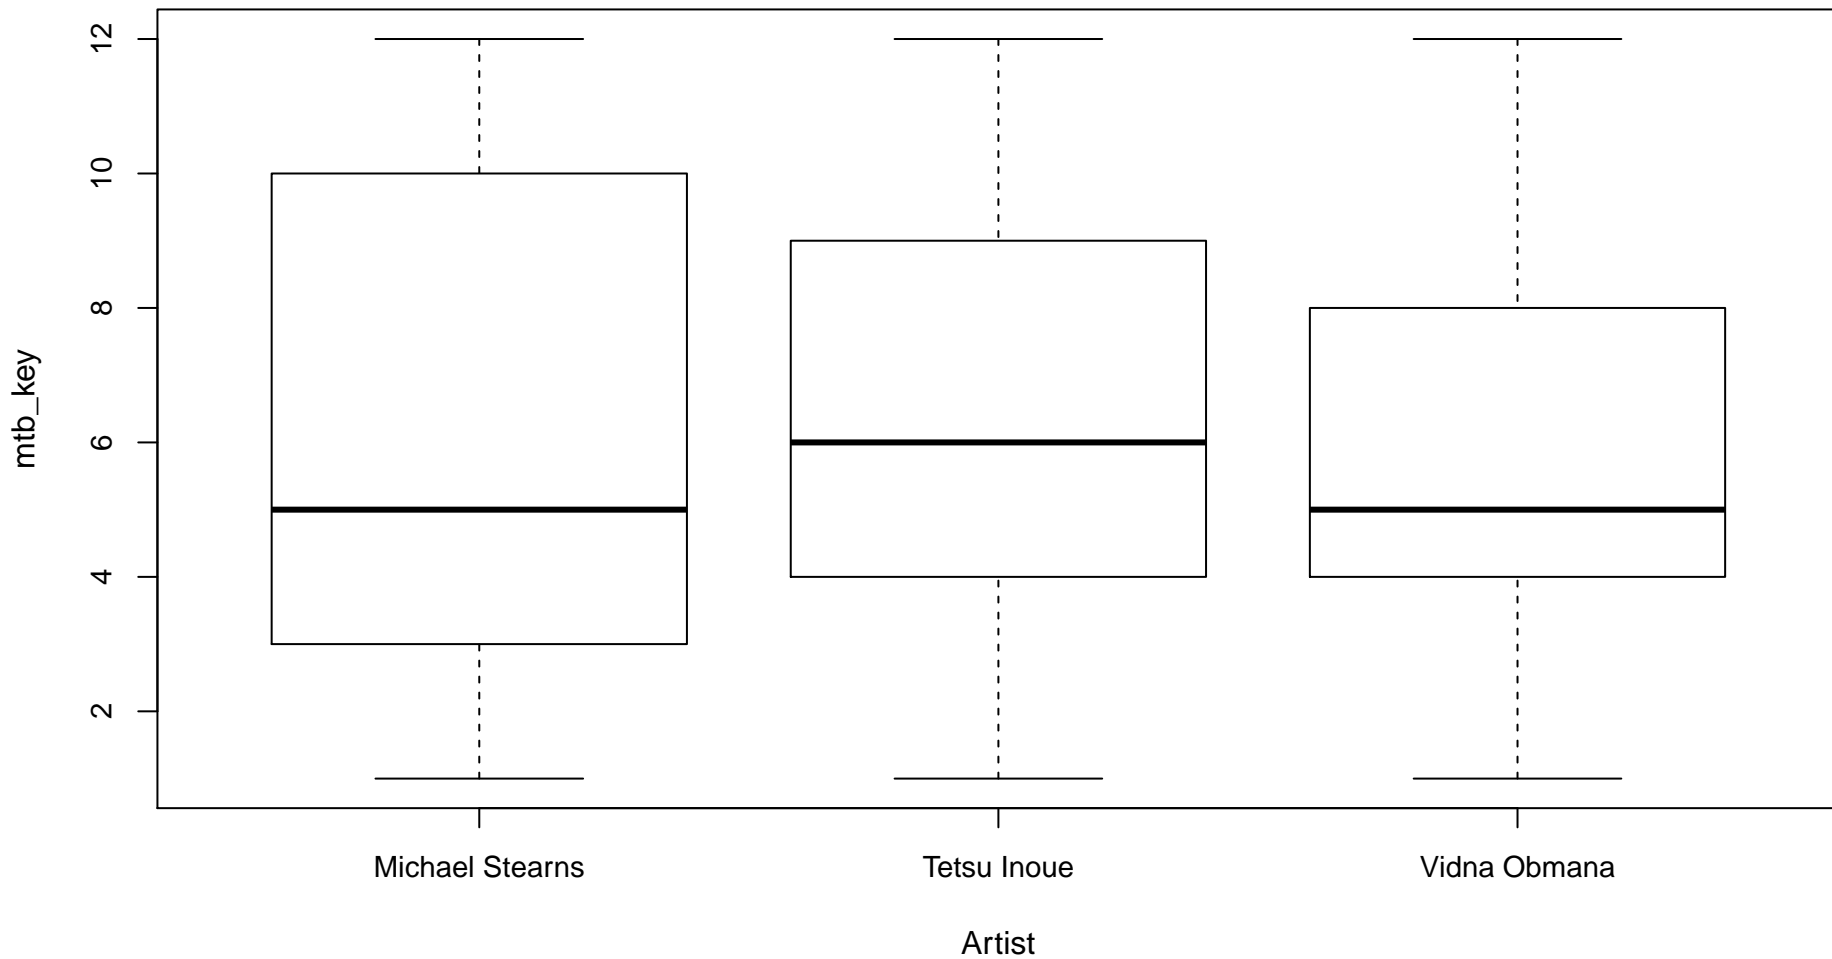 12
10
8
6
4
2
mtb_key
Michael Stearns
Tetsu Inoue
Vidna Obmana
Artist